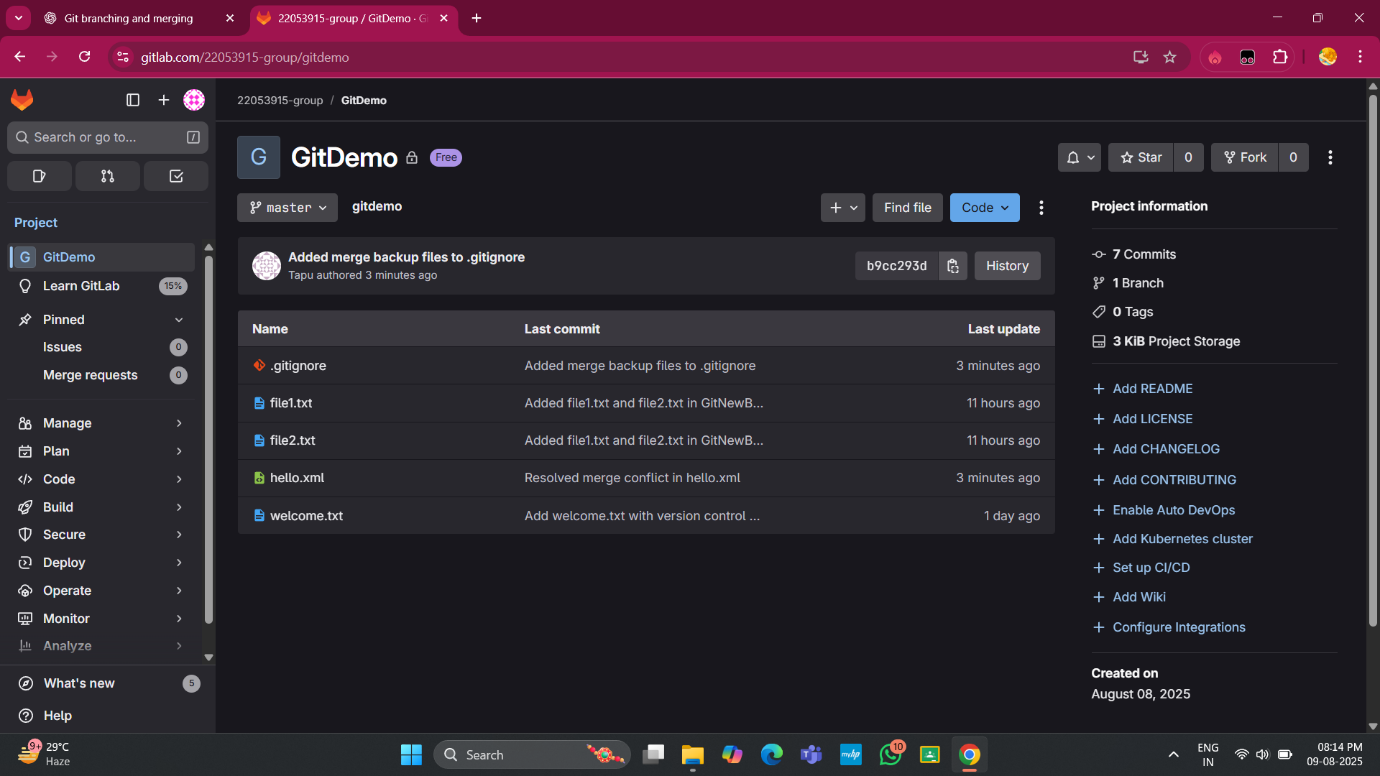 Git branching and merging
22053915-group / GitDemo · G
gitlab.com/22053915-group/gitdemo
Search or go to... /
Project
G GitDemo
Learn GitLab 15%
Pinned
Issues 0
Merge requests 0
Manage
Plan
Code
Build
Secure
Deploy
Operate
Monitor
Analyze
What's new 5
Help
22053915-group / GitDemo
G GitDemo Free
Star 0 Fork 0
master gitdemo
Find file Code
Added merge backup files to .gitignore
Tapu authored 3 minutes ago
b9cc293d History
Name Last commit Last update
.gitignore Added merge backup files to .gitignore 3 minutes ago
file1.txt Added file1.txt and file2.txt in GitNewB... 11 hours ago
file2.txt Added file1.txt and file2.txt in GitNewB... 11 hours ago
hello.xml Resolved merge conflict in hello.xml 3 minutes ago
welcome.txt Add welcome.txt with version control ... 1 day ago
Project information
7 Commits
1 Branch
0 Tags
3 KiB Project Storage
+ Add README
+ Add LICENSE
+ Add CHANGELOG
+ Add CONTRIBUTING
+ Enable Auto DevOps
+ Add Kubernetes cluster
+ Set up CI/CD
+ Add Wiki
+ Configure Integrations
Created on
August 08, 2025
9+ 29°C
Haze
Search
myhp
10
ENG
IN
08:14 PM
09-08-2025